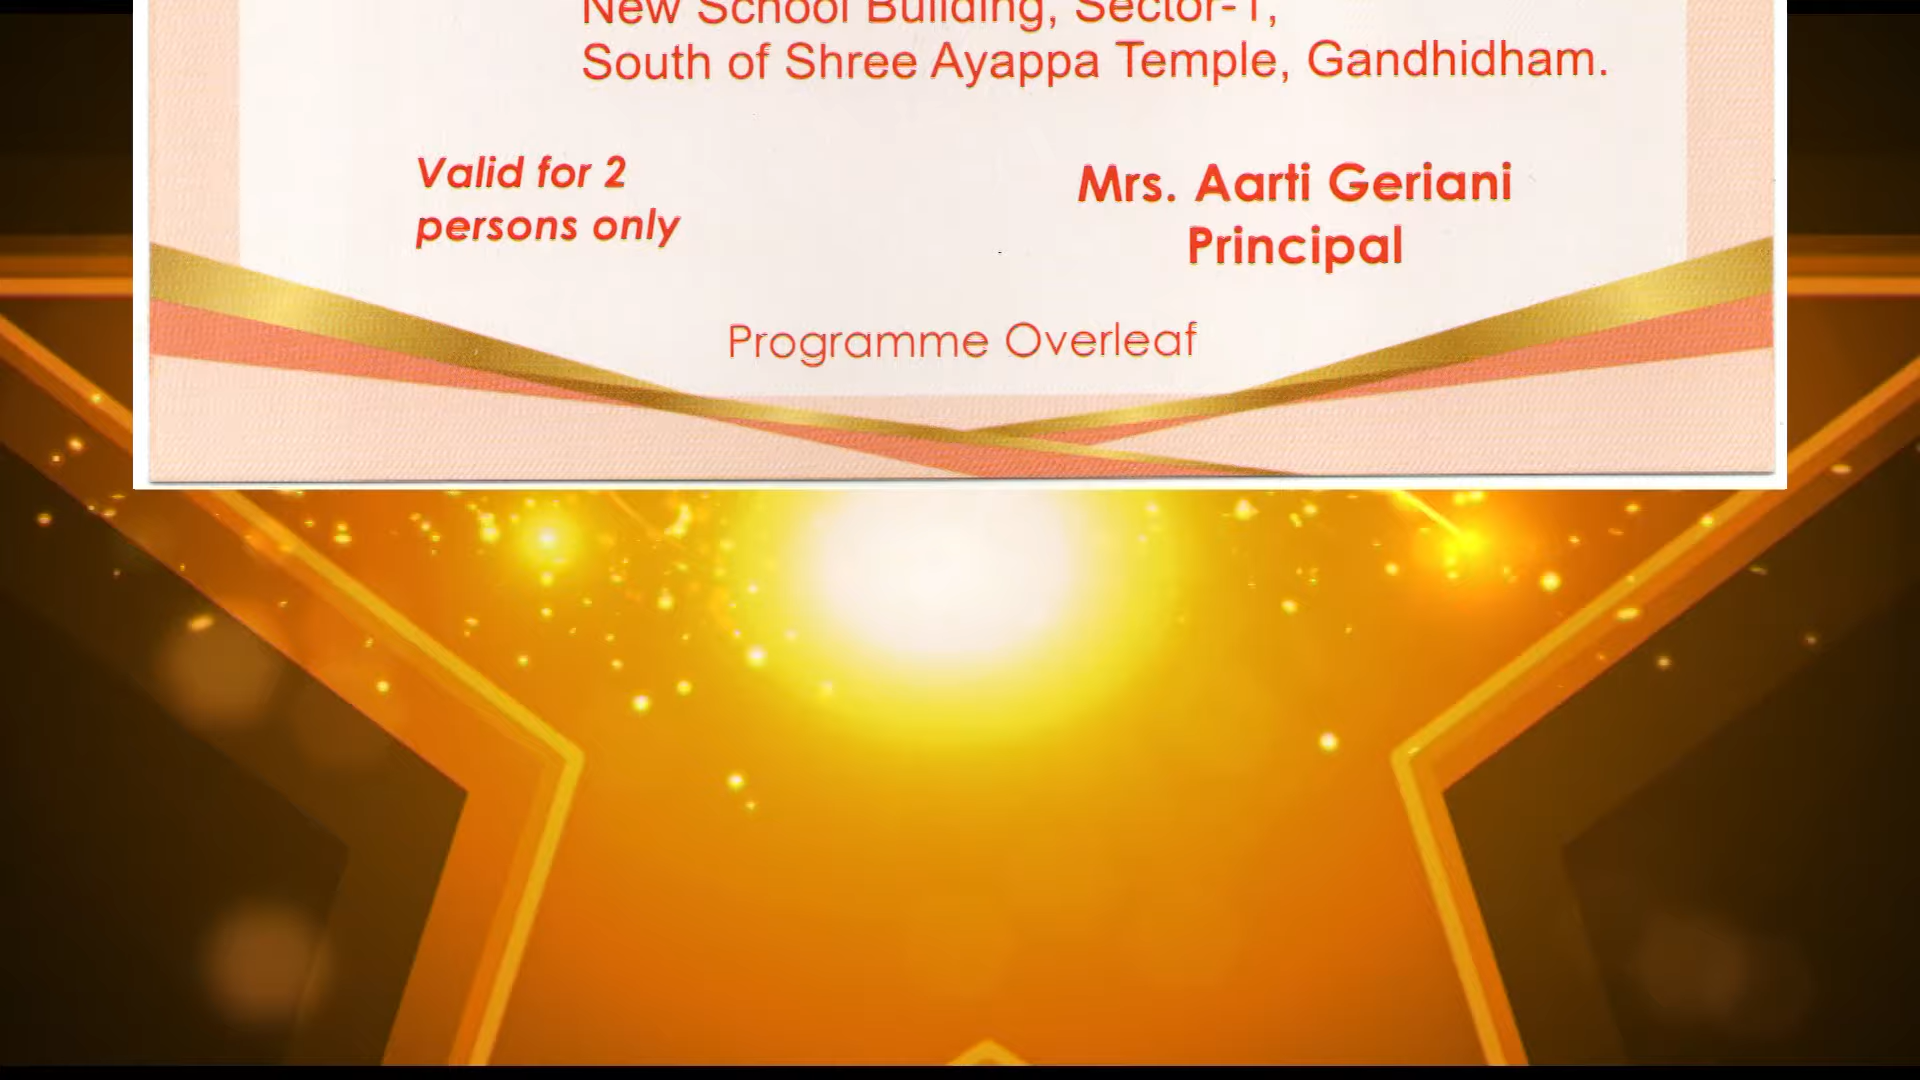 New School Building, Sector-1,
South of Shree Ayappa Temple, Gandhidham.
Valid for 2
persons only
Mrs. Aarti Geriani
Principal
Programme Overleaf